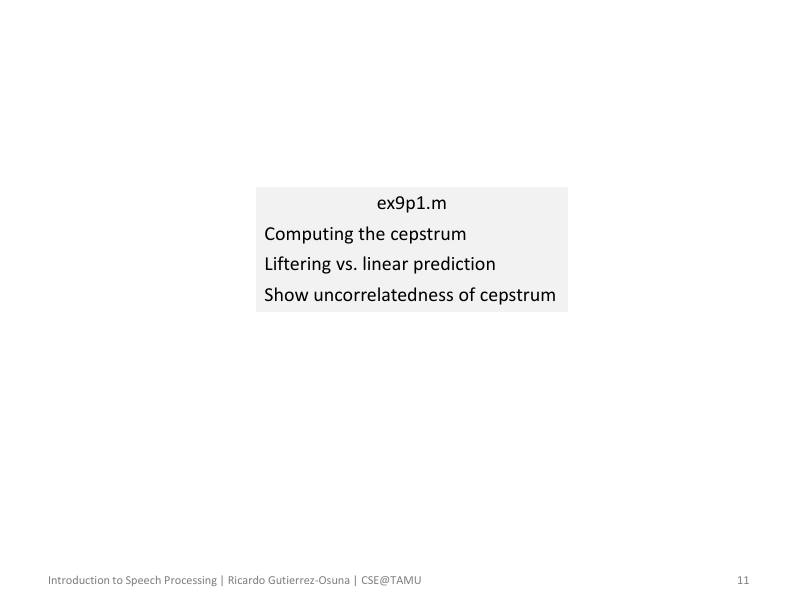 ex9p1.m
Computing the cepstrum
Liftering vs. linear prediction
Show uncorrelatedness of cepstrum
Introduction to Speech Processing | Ricardo Gutierrez-Osuna | CSE@TAMU
11